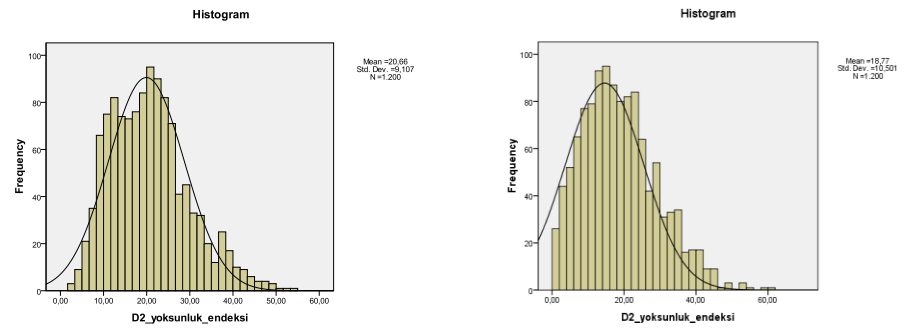 Histogram
Mean =20,66
Std. Dev. =9,107
N =1.200
Frequency
100
80
60
40
20
0
0,00 10,00 20,00 30,00 40,00 50,00 60,00
D2_yoksunluk_endeksi
Histogram
Mean =18,77
Std. Dev. =10,501
N =1.200
Frequency
100
80
60
40
20
0
0,00 20,00 40,00 60,00
D2_yoksunluk_endeksi